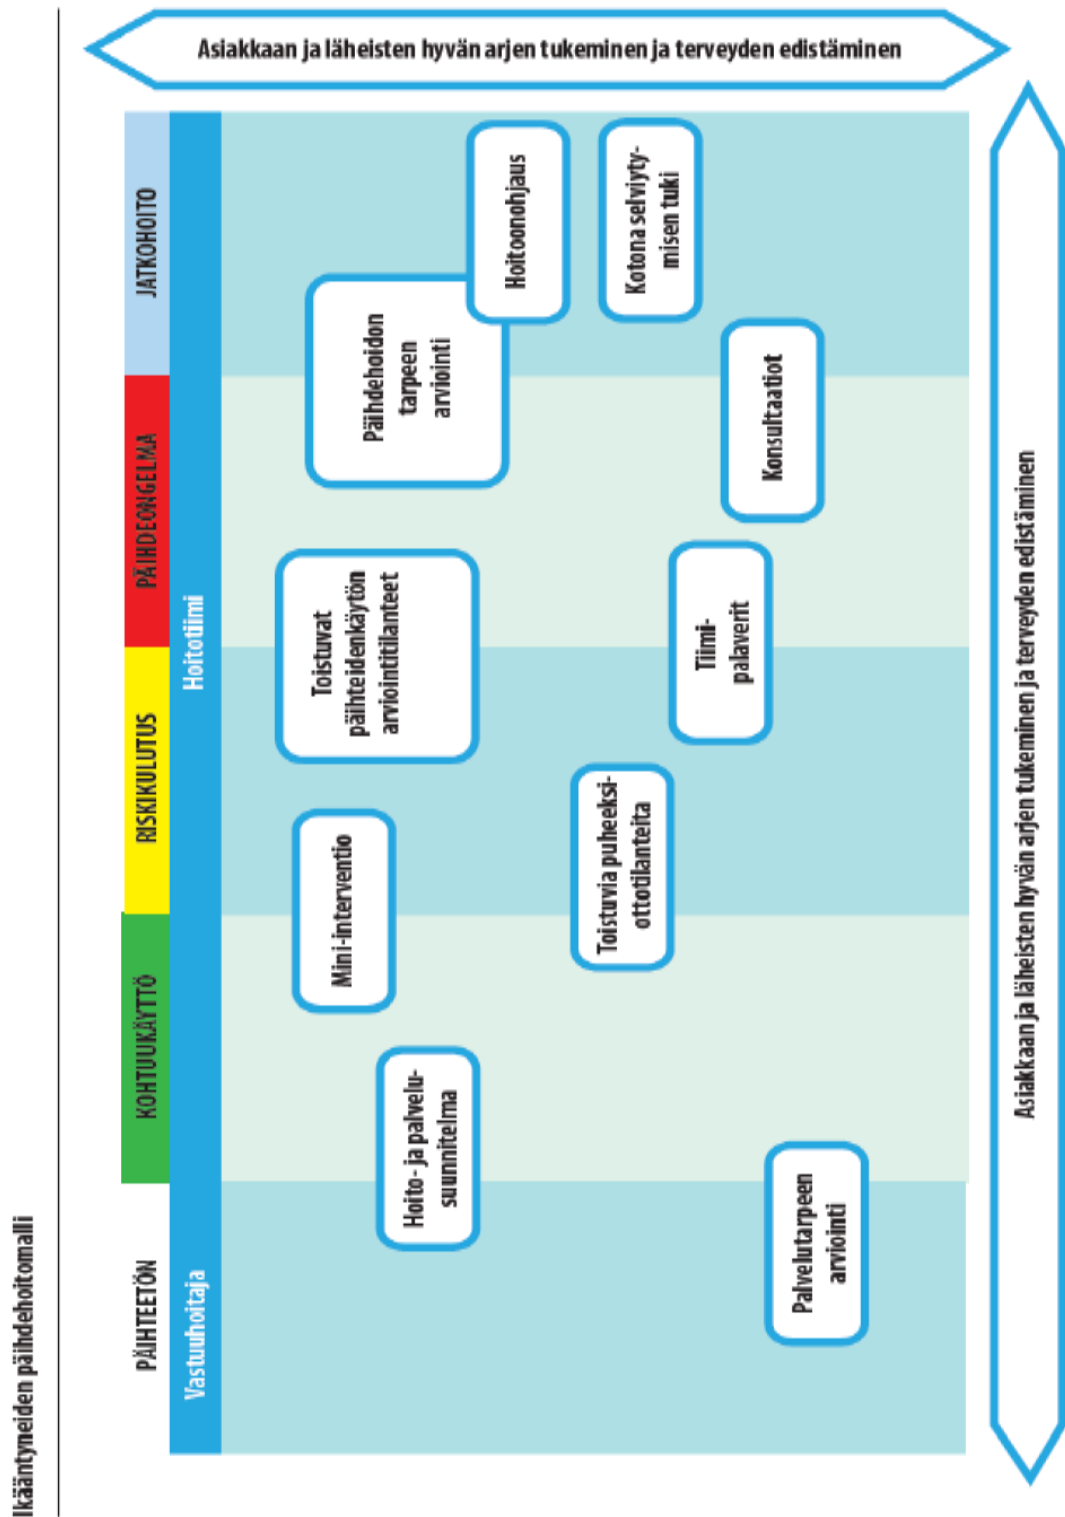 Ikääntyneiden päihdehoitomalli
PÄIHTEETÖN
KOHTUUKÄYTTÖ
RISKIKULUTUS
PÄIHDEONGELMA
JATKOHOITO
Vastuuhoitaja
Hoitotiimi
Hoito- ja palvelu-
suunnitelma
Mini-interventio
Toistuvat
päihteidenkäytön
arviointitilanteet
Päihdehoidon
tarpeen
arviointi
Hoitoonohjaus
Kotona selviyty-
misen tuki
Toistuvia puheeksi-
ottotilanteita
Tiimi-
palaverit
Konsultaatiot
Palvelutarpeen
arviointi
Asiakkaan ja läheisten hyvän arjen tukeminen ja terveyden edistäminen
Asiakkaan ja läheisten hyvän arjen tukeminen ja terveyden edistäminen